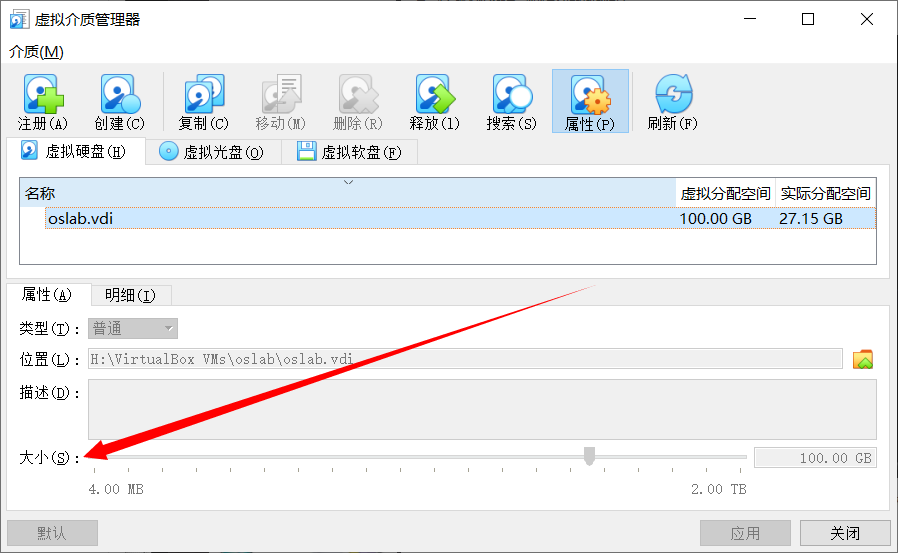 虚拟介质管理器
介质(M)
注册(A) 创建(C) 复制(C) 移动(M) 删除(R) 释放(l) 搜索(S) 属性(P) 刷新(F)
虚拟硬盘(H) 虚拟光盘(O) 虚拟软盘(F)
名称 虚拟分配空间 实际分配空间
oslab.vdi 100.00 GB 27.15 GB
属性(A) 明细(I)
类型(T)： 普通
位置(L)： H:\VirtualBox VMs\oslab\oslab.vdi
描述(D)：
大小(S)： 100.00 GB
4.00 MB 2.00 TB
默认 应用 关闭